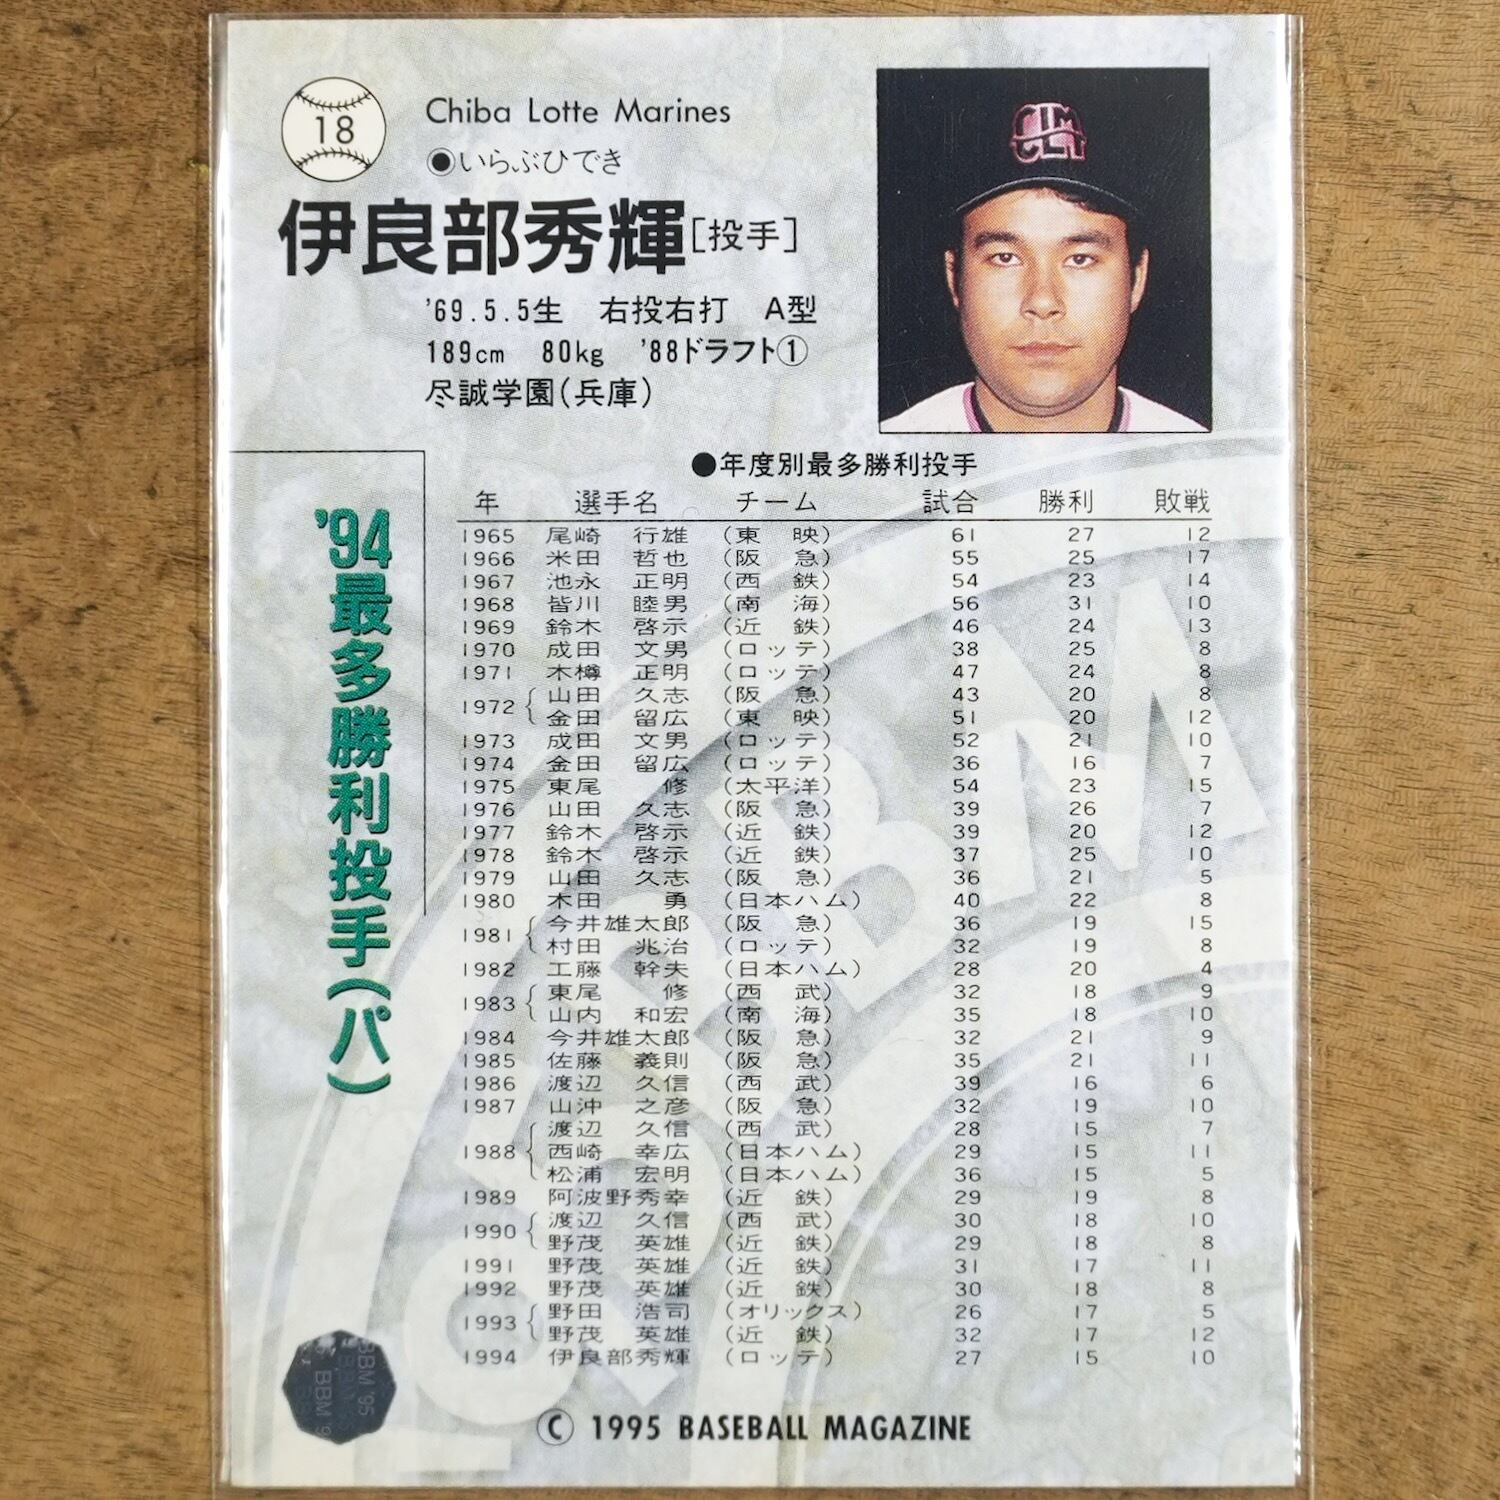 18
Chiba Lotte Marines
◉いらぶひでき
伊良部秀輝[投手]
'69.5.5生 右投右打 A型
189cm 80kg '88ドラフト①
尽誠学園(兵庫)
CLM
'94最多勝利投手(パ)
●年度別最多勝利投手
年 選手名 チーム 試合 勝利 敗戦
1965 尾崎 行雄 (東 映) 61 27 12
1966 米田 哲也 (阪 急) 55 25 17
1967 池永 正明 (西 鉄) 54 23 14
1968 皆川 睦男 (南 海) 56 31 10
1969 鈴木 啓示 (近 鉄) 46 24 13
1970 成田 文男 (ロッテ) 38 25 8
1971 木樽 正明 (ロッテ) 47 24 8
1972 { 山田 久志 (阪 急) 43 20 8
金田 留広 (東 映) 51 20 12
1973 成田 文男 (ロッテ) 52 21 10
1974 金田 留広 (ロッテ) 36 16 7
1975 東尾 修 (太平洋) 54 23 15
1976 山田 久志 (阪 急) 39 26 7
1977 鈴木 啓示 (近 鉄) 39 20 12
1978 鈴木 啓示 (近 鉄) 37 25 10
1979 山田 久志 (阪 急) 36 21 5
1980 木田 勇 (日本ハム) 40 22 8
1981 { 今井雄太郎 (阪 急) 36 19 15
村田 兆治 (ロッテ) 32 19 8
1982 工藤 幹夫 (日本ハム) 28 20 4
1983 { 東尾 修 (西 武) 32 18 9
山内 和宏 (南 海) 35 18 10
1984 今井雄太郎 (阪 急) 32 21 9
1985 佐藤 義則 (阪 急) 35 21 11
1986 渡辺 久信 (西 武) 39 16 6
1987 山沖 之彦 (阪 急) 32 19 10
1988 { 渡辺 久信 (西 武) 28 15 7
西崎 幸広 (日本ハム) 29 15 11
松浦 宏明 (日本ハム) 36 15 5
1989 阿波野秀幸 (近 鉄) 29 19 8
1990 { 渡辺 久信 (西 武) 30 18 10
野茂 英雄 (近 鉄) 29 18 8
1991 野茂 英雄 (近 鉄) 31 17 11
1992 野茂 英雄 (近 鉄) 30 18 8
1993 { 野田 浩司 (オリックス) 26 17 5
野茂 英雄 (近 鉄) 32 17 12
1994 伊良部秀輝 (ロッテ) 27 15 10
BBM '95
© 1995 BASEBALL MAGAZINE